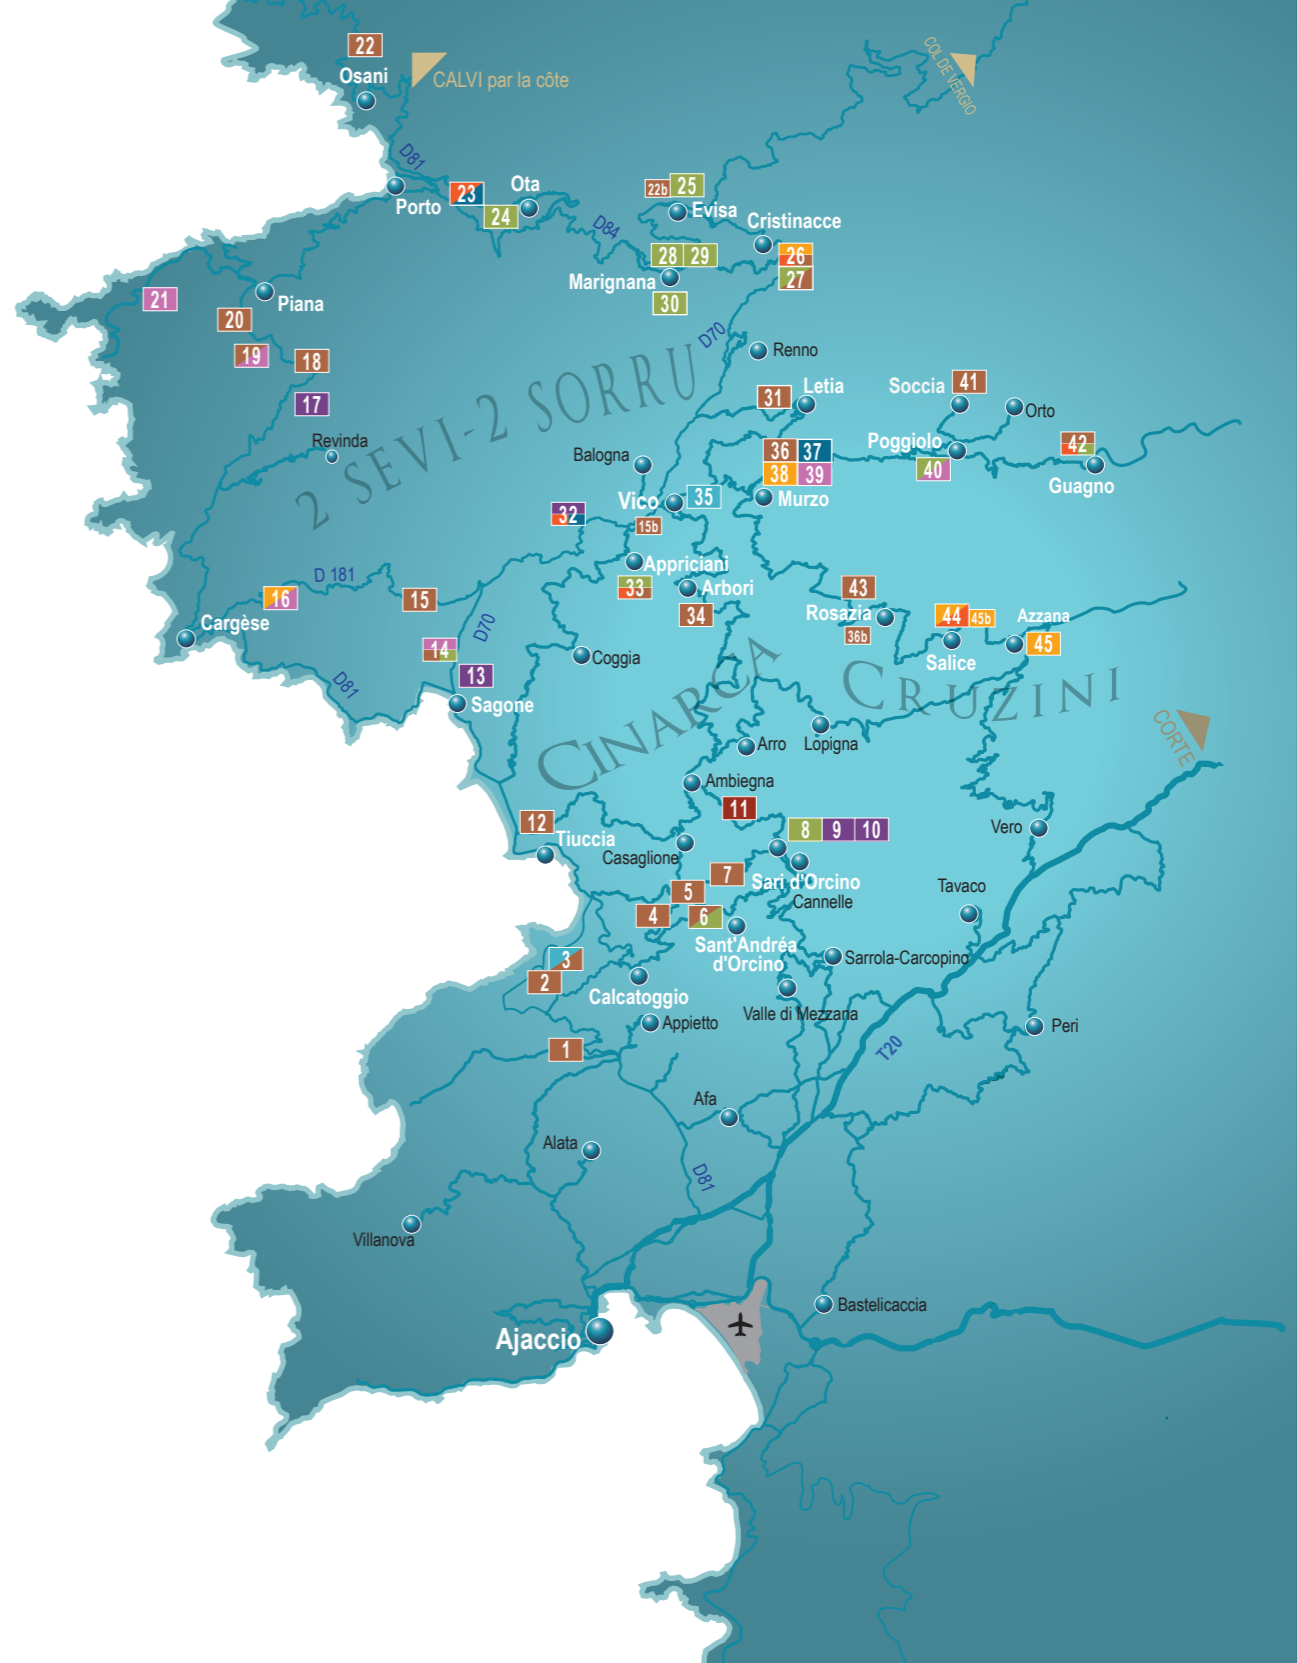 22
Osani
CALVI par la côte
COL DE VERGIO
D81
Porto
23
Ota
24
22b
25
Evisa
D84
Cristinacce
28
29
26
Marignana
27
30
21
Piana
20
19
18
17
D70
Renno
2 SEVI-2 SORRU
Revinda
31
Letia
Soccia
41
Orto
Balogna
36
37
Poggiolo
42
38
39
40
Guagno
Vico
35
Murzo
32
15b
Appriciani
33
Arbori
34
D 181
16
15
Cargèse
43
Rosazia
36b
44
45b
Azzana
45
Salice
14
D70
13
Sagone
D81
Coggia
CINARCA
CRUZINI
CORTE
Arro
Lopigna
Ambiegna
11
12
Tiuccia
8
9
10
Vero
Casaglione
7
Sari d'Orcino
Tavaco
5
Cannelle
4
6
Sant'Andréa
d'Orcino
3
Sarrola-Carcopino
2
Calcatoggio
Valle di Mezzana
Appietto
Peri
1
T20
Afa
Alata
D81
Villanova
Bastelicaccia
Ajaccio